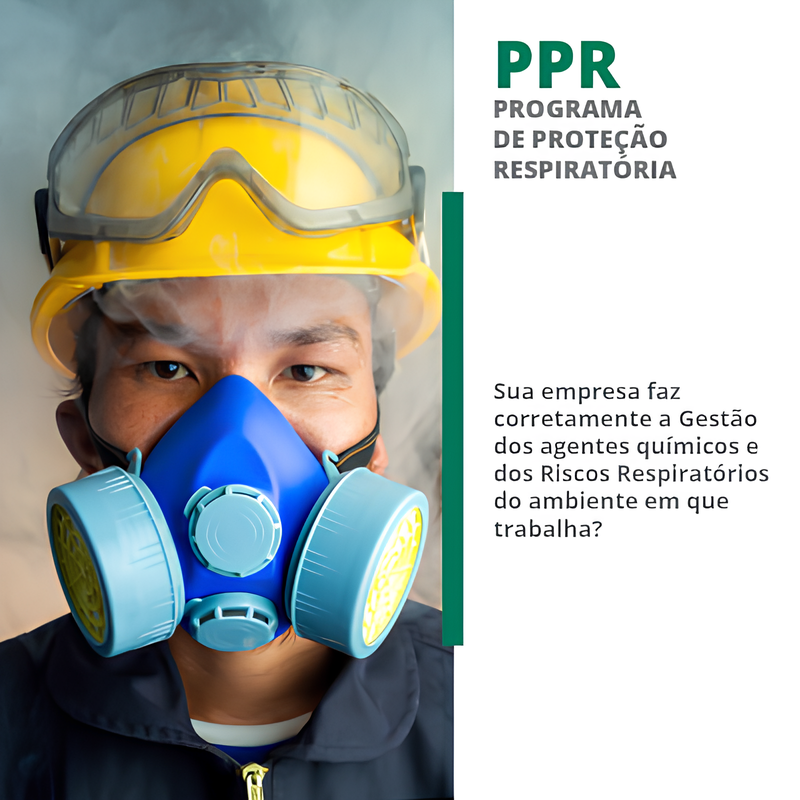 PPR
PROGRAMA
DE PROTEÇÃO
RESPIRATÓRIA
Sua empresa faz
corretamente a Gestão
dos agentes químicos e
dos Riscos Respiratórios
do ambiente em que
trabalha?